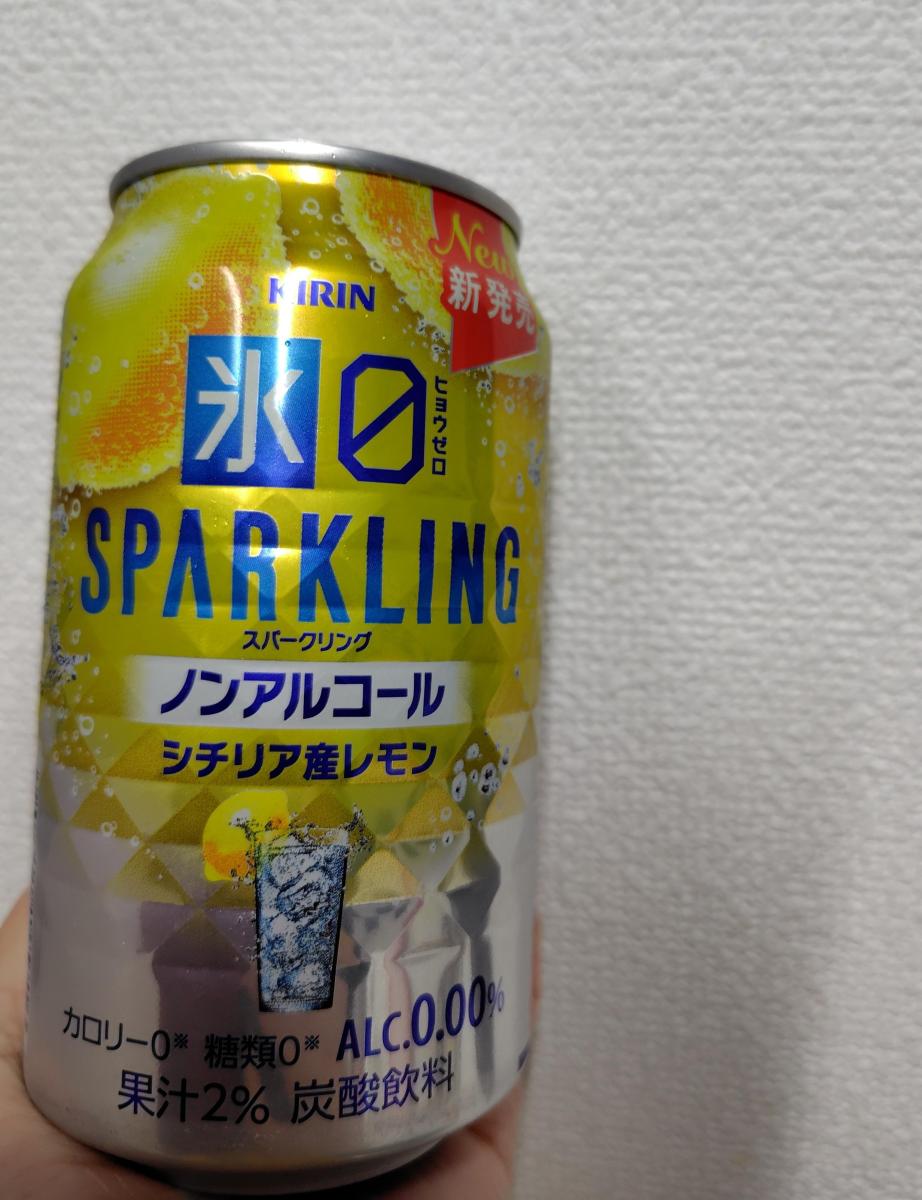 New
新発売
KIRIN
氷0
ヒョウゼロ
SPARKLING
スパークリング
ノンアルコール
シチリア産レモン
カロリー0※ 糖類0※ ALC.0.00%
果汁2% 炭酸飲料